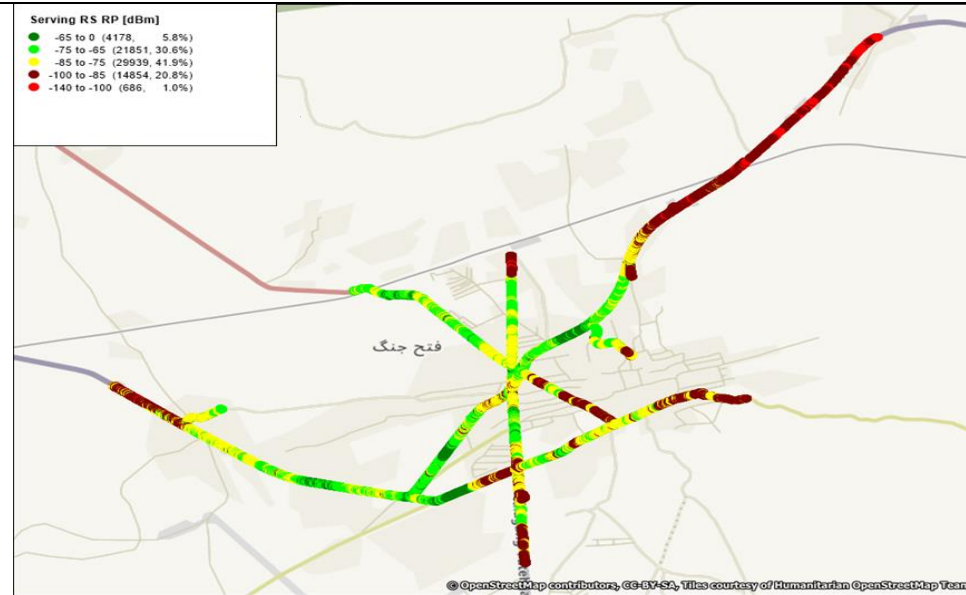 Serving RS RP [dBm]
-65 to 0 (4178, 5.8%)
-75 to -65 (21851, 30.6%)
-85 to -75 (29939, 41.9%)
-100 to -85 (14854, 20.8%)
-140 to -100 (686, 1.0%)
فتح جنگ
© OpenStreetMap contributors, CC-BY-SA, Tiles courtesy of Humanitarian OpenStreetMap Team